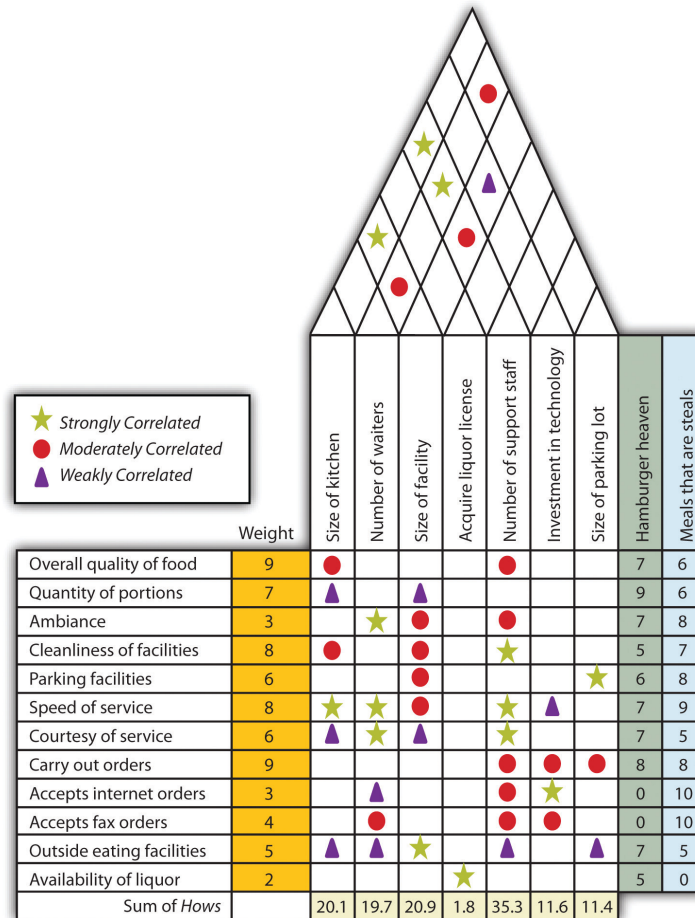 Strongly Correlated
Moderately Correlated
Weakly Correlated
Weight
Size of kitchen
Number of waiters
Size of facility
Acquire liquor license
Number of support staff
Investment in technology
Size of parking lot
Hamburger heaven
Meals that are steals
Overall quality of food 9 7 6
Quantity of portions 7 9 6
Ambiance 3 7 8
Cleanliness of facilities 8 5 7
Parking facilities 6 6 8
Speed of service 8 7 9
Courtesy of service 6 7 5
Carry out orders 9 8 8
Accepts internet orders 3 0 10
Accepts fax orders 4 0 10
Outside eating facilities 5 7 5
Availability of liquor 2 5 0
Sum of Hows 20.1 19.7 20.9 1.8 35.3 11.6 11.4